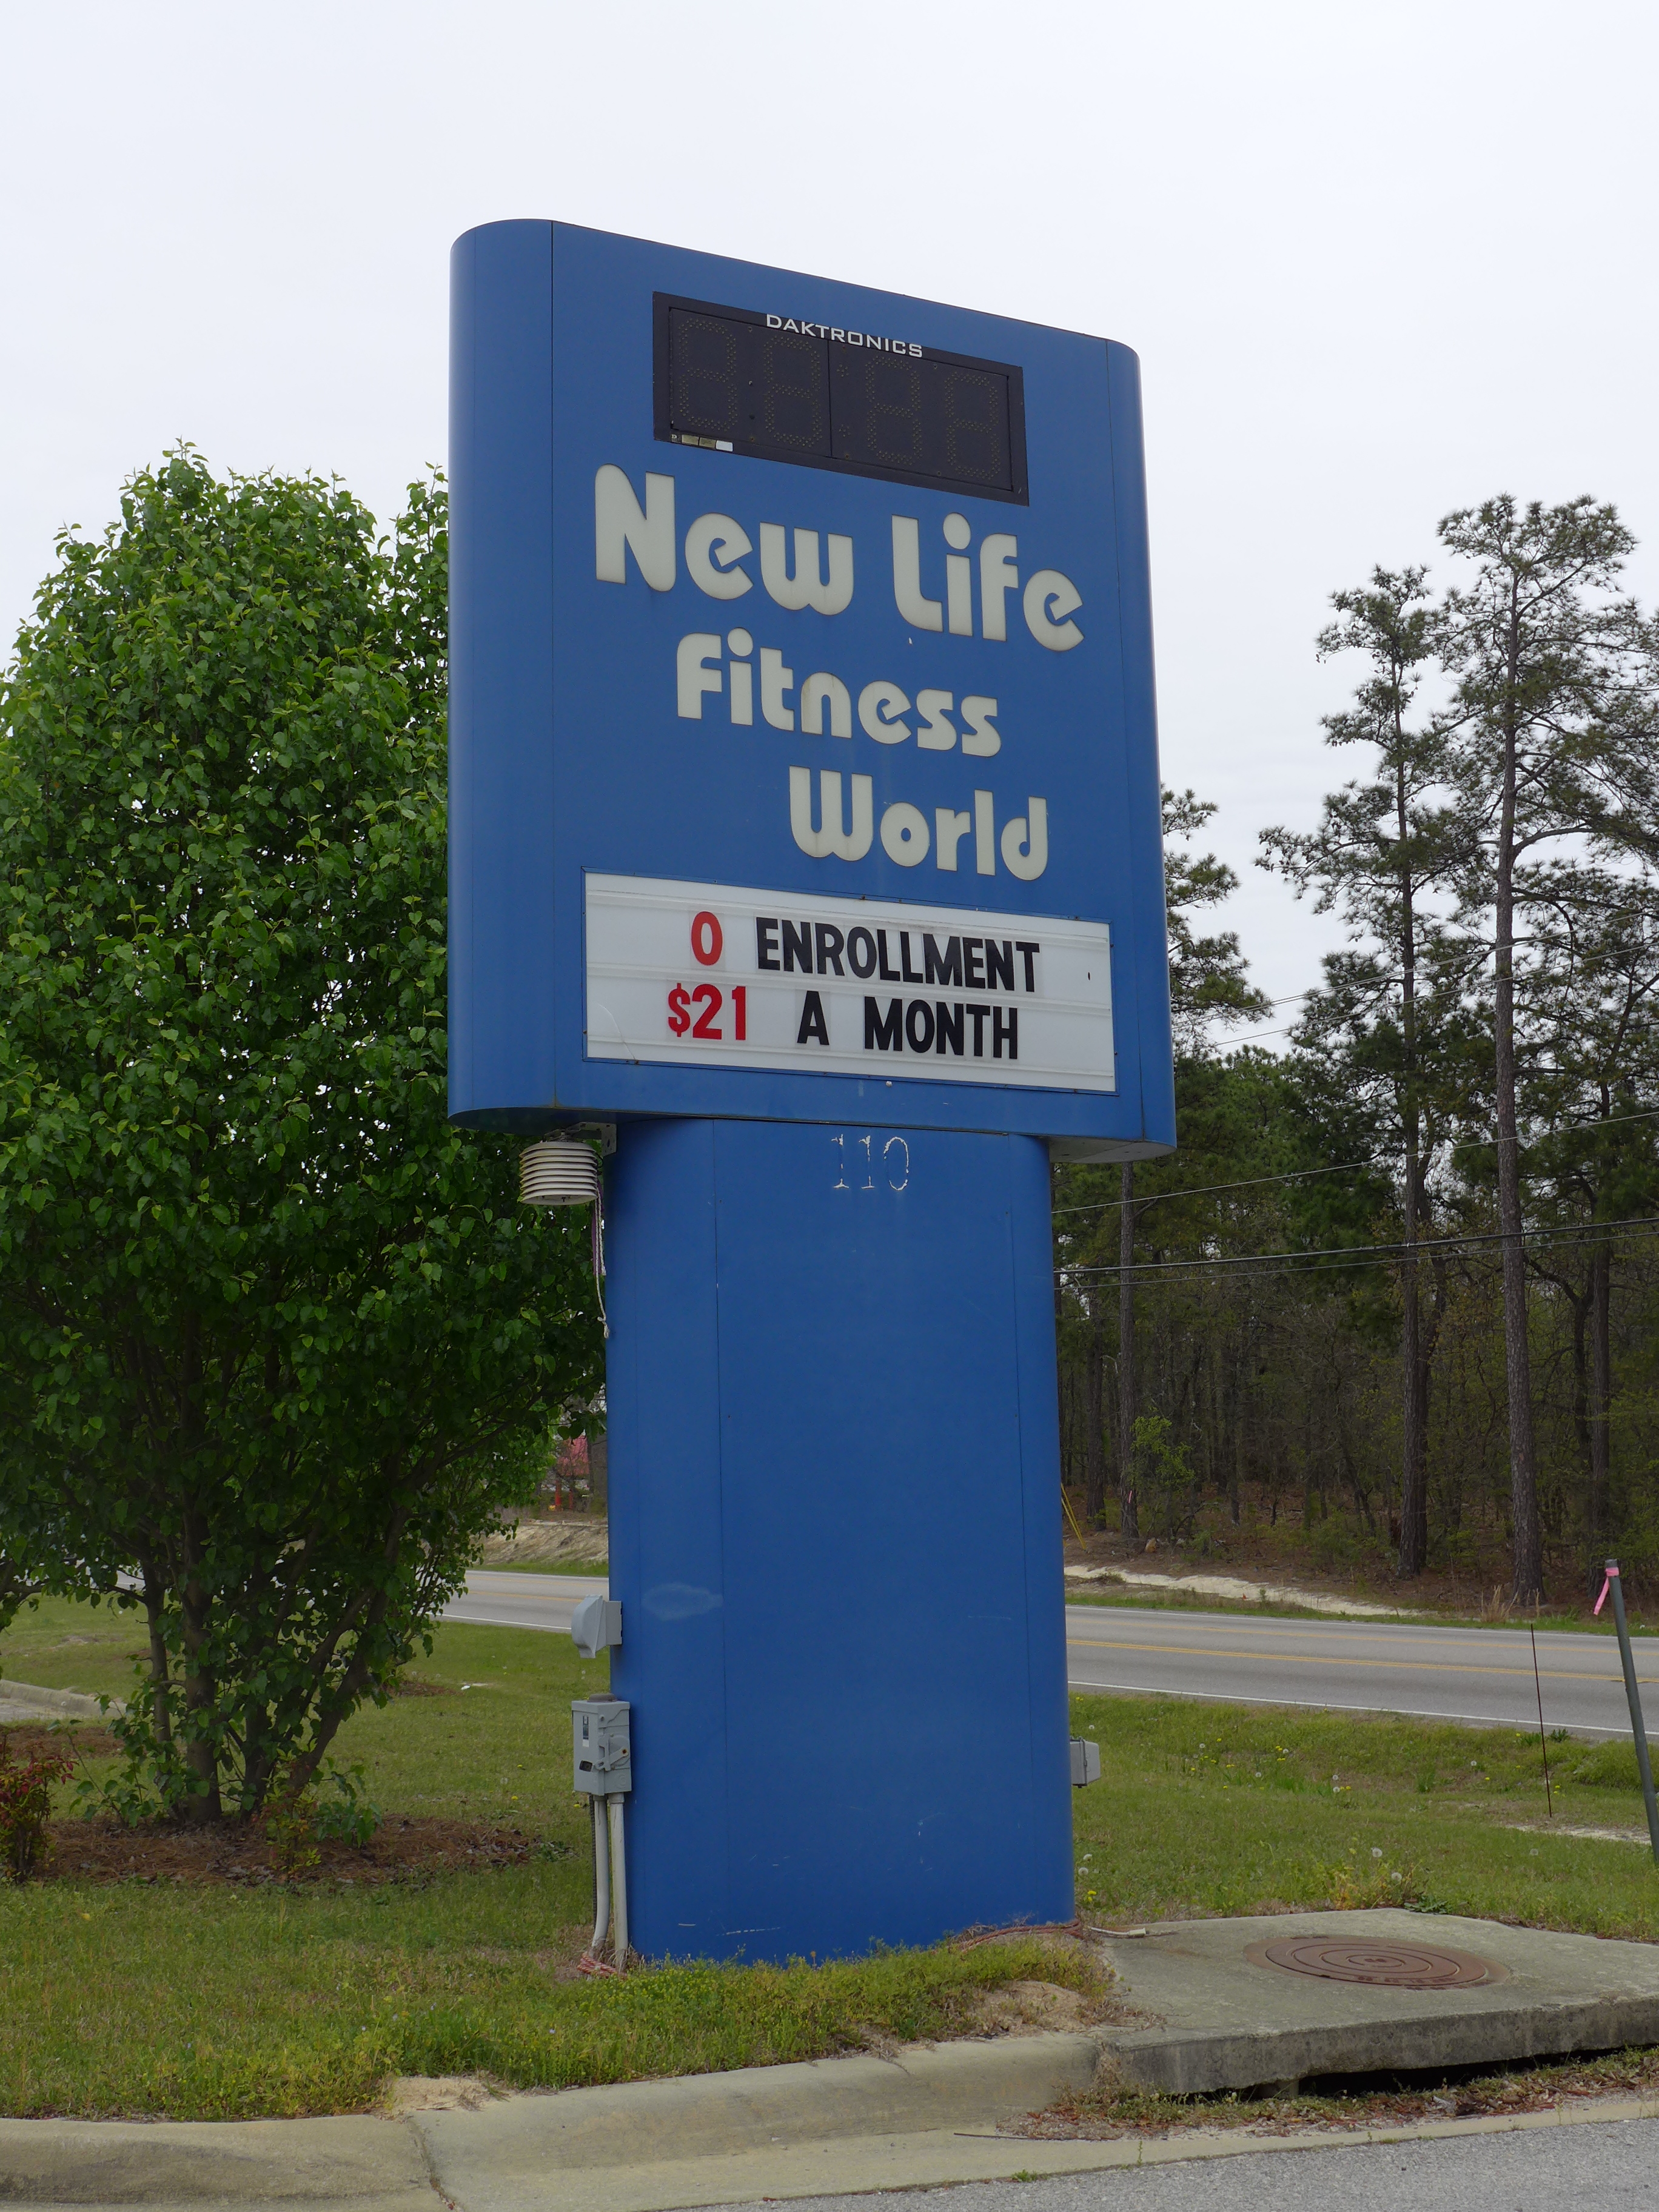 DAKTRONICS
New Life
Fitness
World
0 ENROLLMENT
$21 A MONTH
110